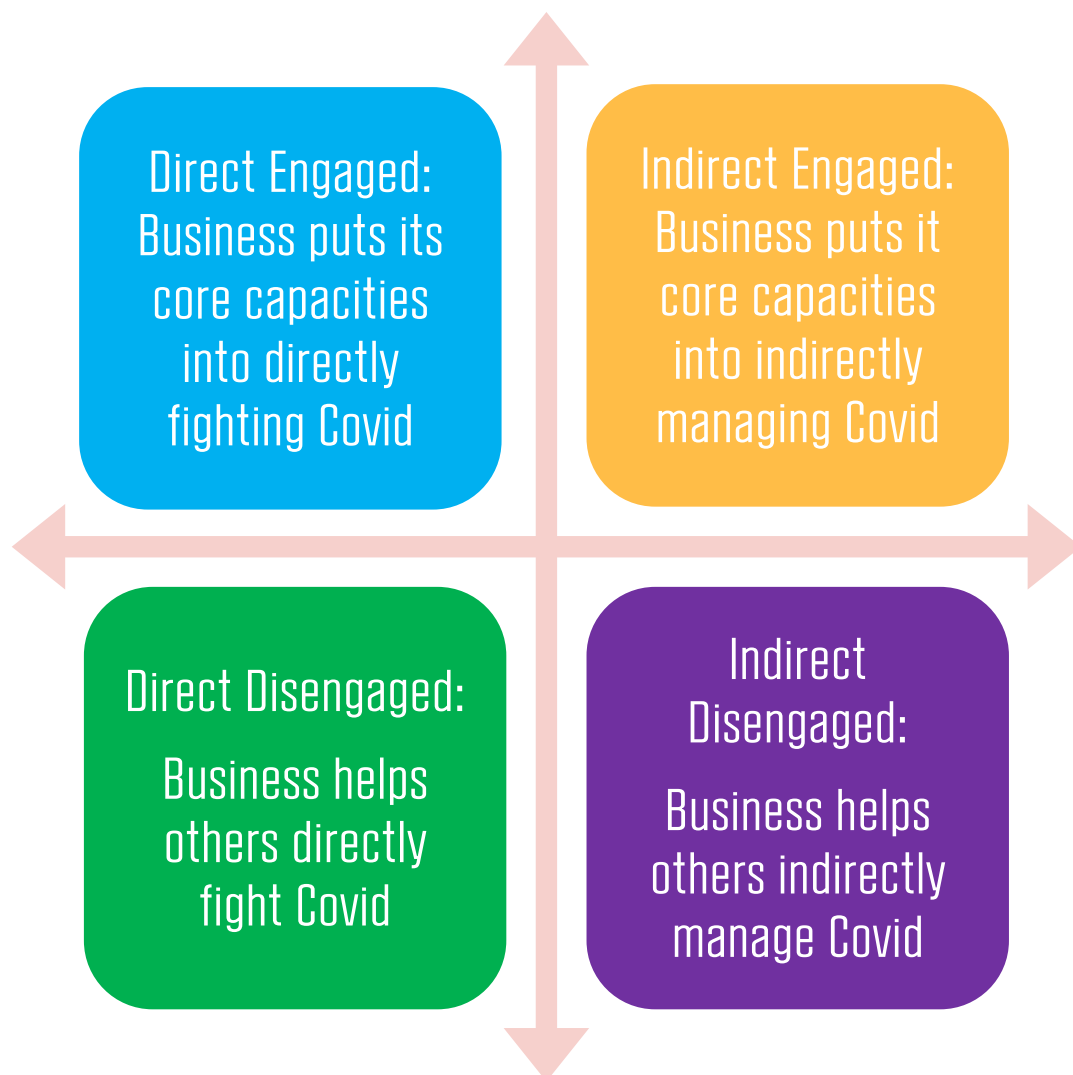 Direct Engaged:
Business puts its
core capacities
into directly
fighting Covid
Indirect Engaged:
Business puts it
core capacities
into indirectly
managing Covid
Direct Disengaged:
Business helps
others directly
fight Covid
Indirect
Disengaged:
Business helps
others indirectly
manage Covid